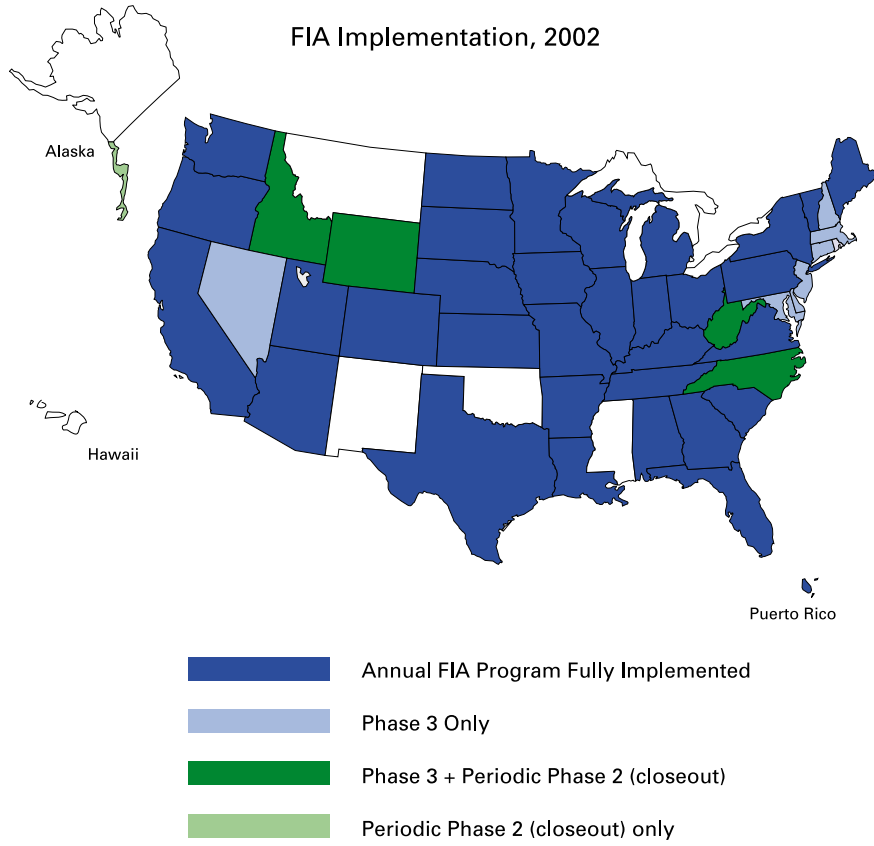 FIA Implementation, 2002
Alaska
Hawaii
Puerto Rico
Annual FIA Program Fully Implemented
Phase 3 Only
Phase 3 + Periodic Phase 2 (closeout)
Periodic Phase 2 (closeout) only